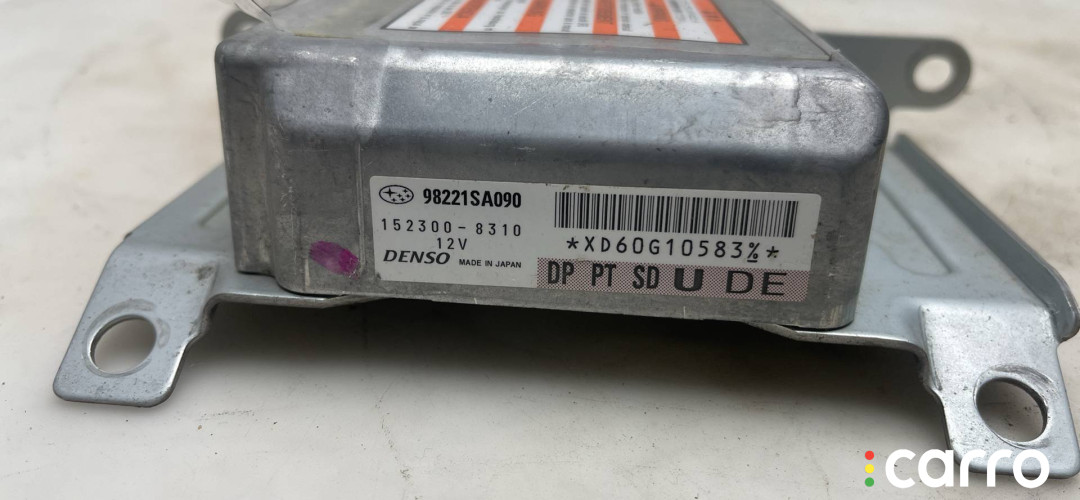 98221SA090
152300-8310
12V
DENSO MADE IN JAPAN
*XD60G10583%*
DP PT SD U DE
carro